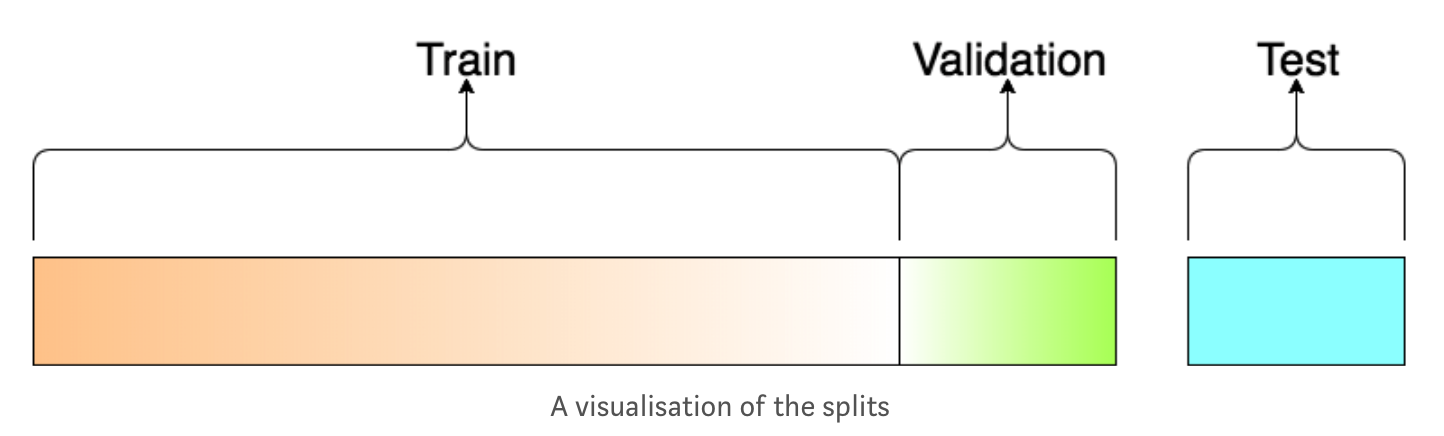 Train Validation Test
A visualisation of the splits